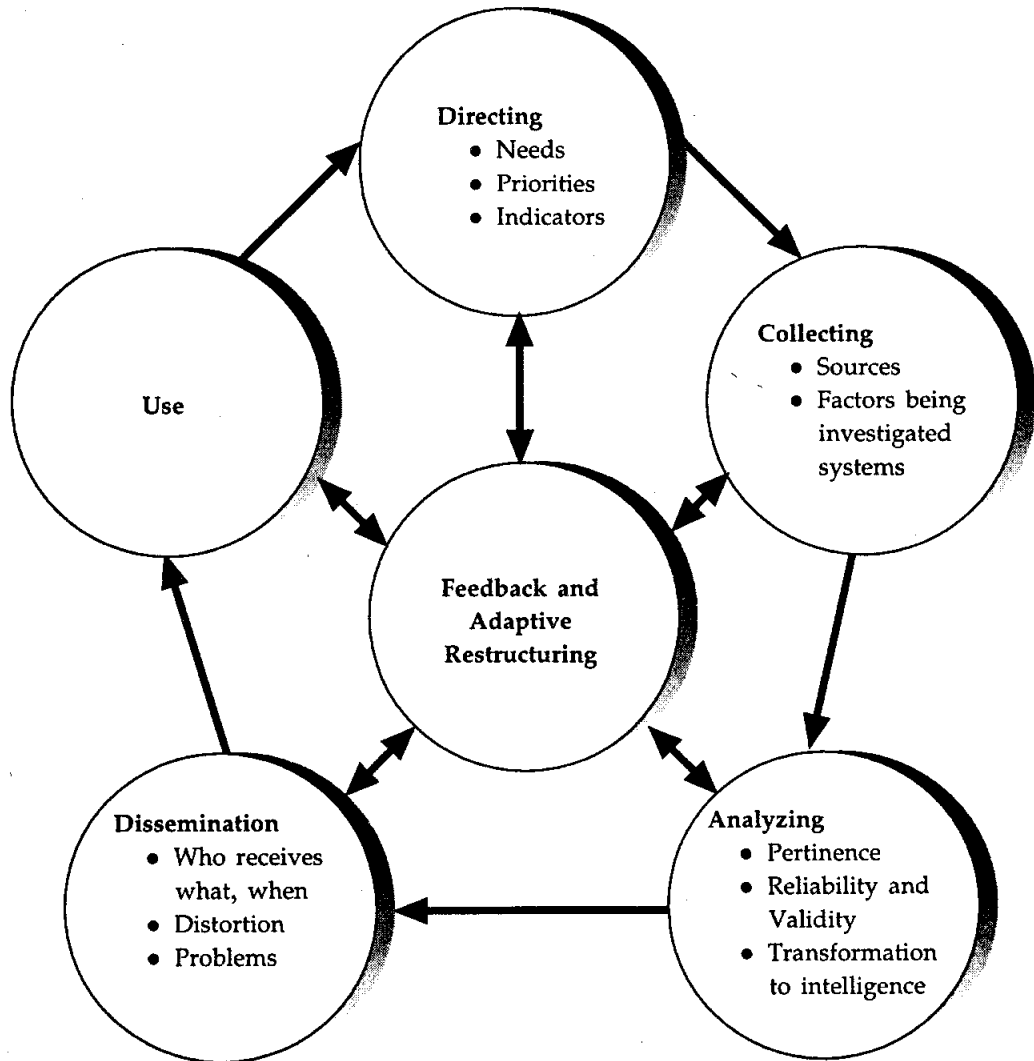 Directing
• Needs
• Priorities
• Indicators
Collecting
• Sources
• Factors being
investigated
systems
Use
Feedback and
Adaptive
Restructuring
Dissemination
• Who receives
what, when
• Distortion
• Problems
Analyzing
• Pertinence
• Reliability and
Validity
• Transformation
to intelligence